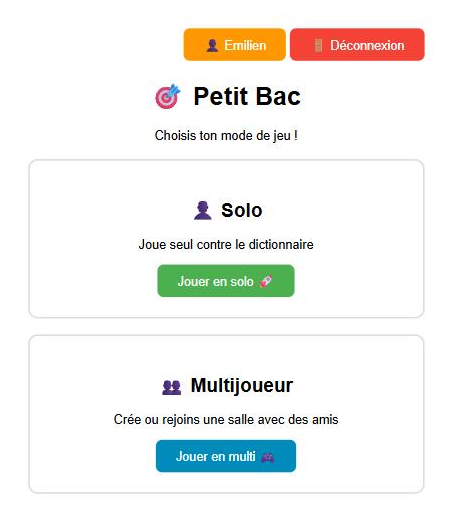 Emilien
Déconnexion
Petit Bac
Choisis ton mode de jeu !
Solo
Joue seul contre le dictionnaire
Jouer en solo
Multijoueur
Crée ou rejoins une salle avec des amis
Jouer en multi